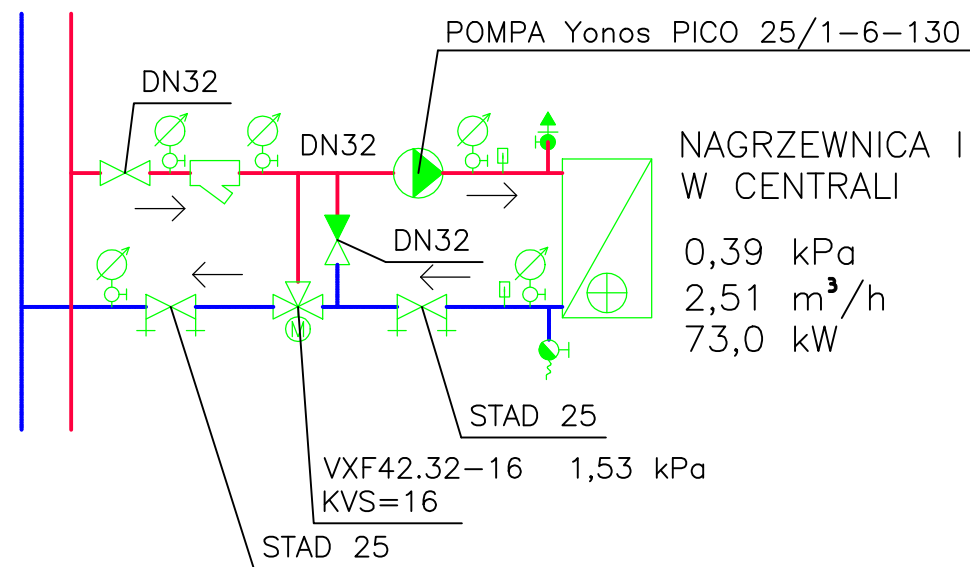 POMPA Yonos PICO 25/1-6-130
DN32
DN32
NAGRZEWNICA I
W CENTRALI
DN32
0,39 kPa
2,51 m³/h
73,0 kW
M
STAD 25
VXF42.32-16 1,53 kPa
KVS=16
STAD 25